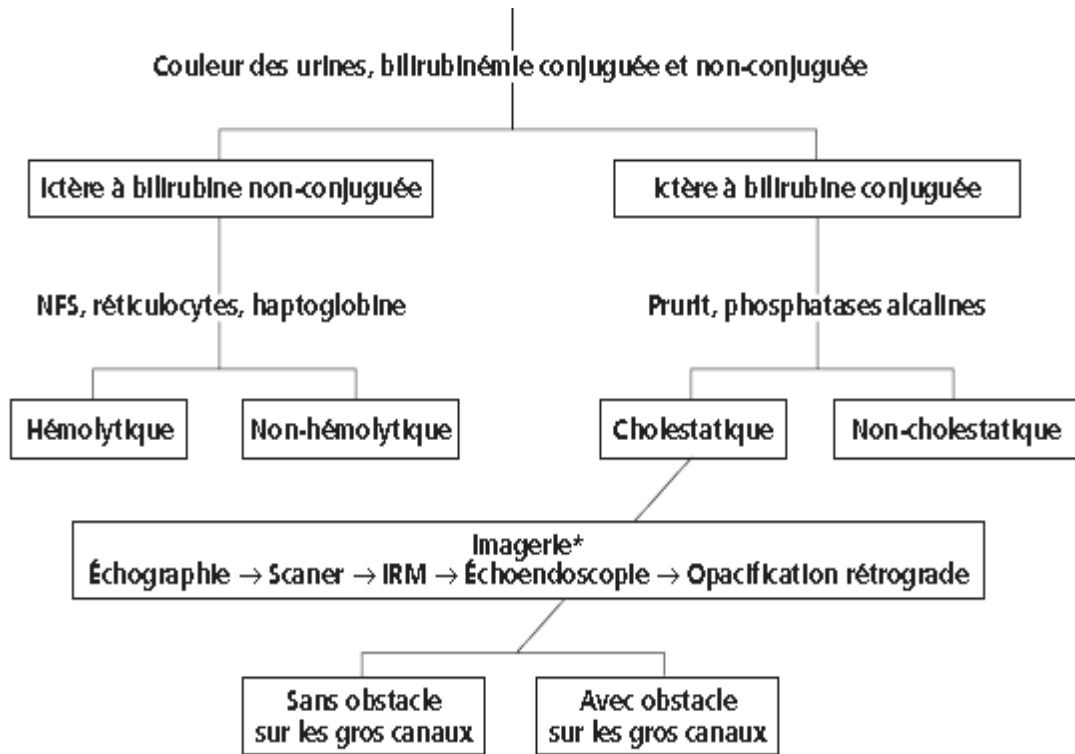 Couleur des urines, bilirubinémie conjuguée et non-conjuguée
Ictère à bilirubine non-conjuguée
Ictère à bilirubine conjuguée
NFS, réticulocytes, haptoglobine
Prurit, phosphatases alcalines
Hémolytique
Non-hémolytique
Cholestatique
Non-cholestatique
Imagerie*
Échographie → Scaner → IRM → Échoendoscopie → Opacification rétrograde
Sans obstacle
sur les gros canaux
Avec obstacle
sur les gros canaux